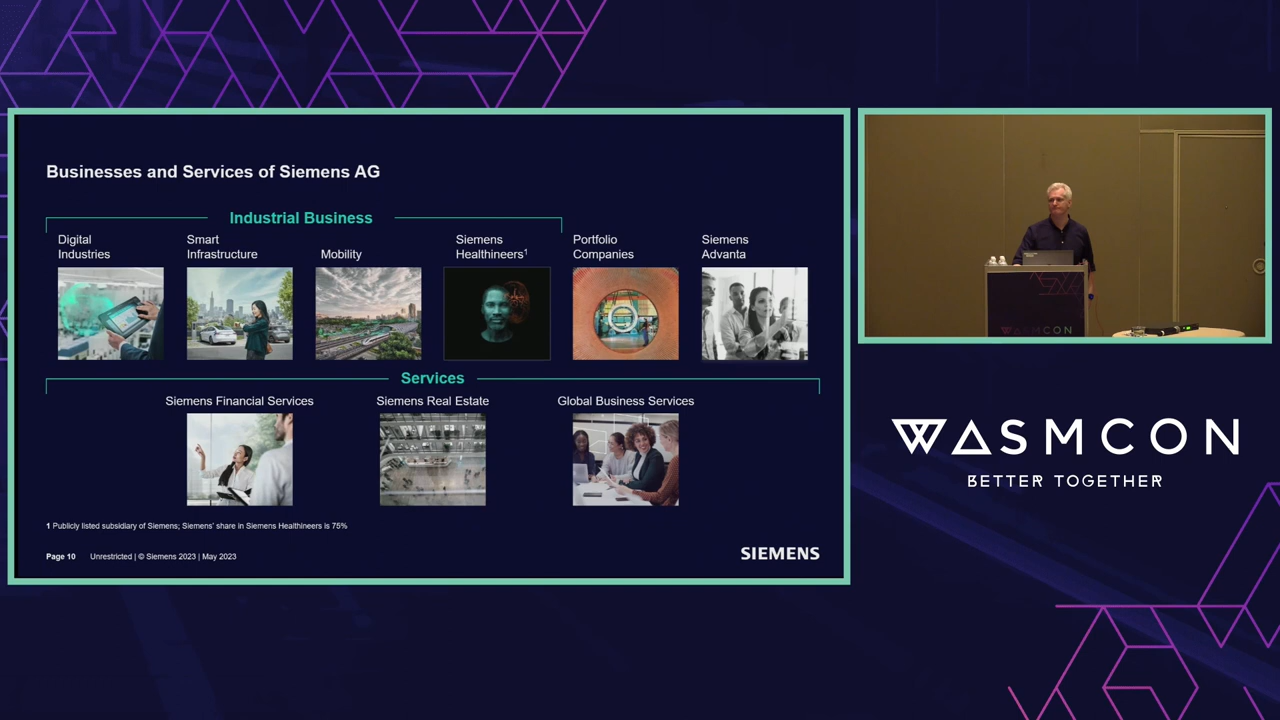 Businesses and Services of Siemens AG
Industrial Business
Digital
Industries
Smart
Infrastructure
Mobility
Siemens
Healthineers¹
Portfolio
Companies
Siemens
Advanta
Services
Siemens Financial Services
Siemens Real Estate
Global Business Services
1 Publicly listed subsidiary of Siemens; Siemens' share in Siemens Healthineers is 75%
Page 10 Unrestricted | © Siemens 2023 | May 2023
SIEMENS
WASMCON
WASMCON
BETTER TOGETHER